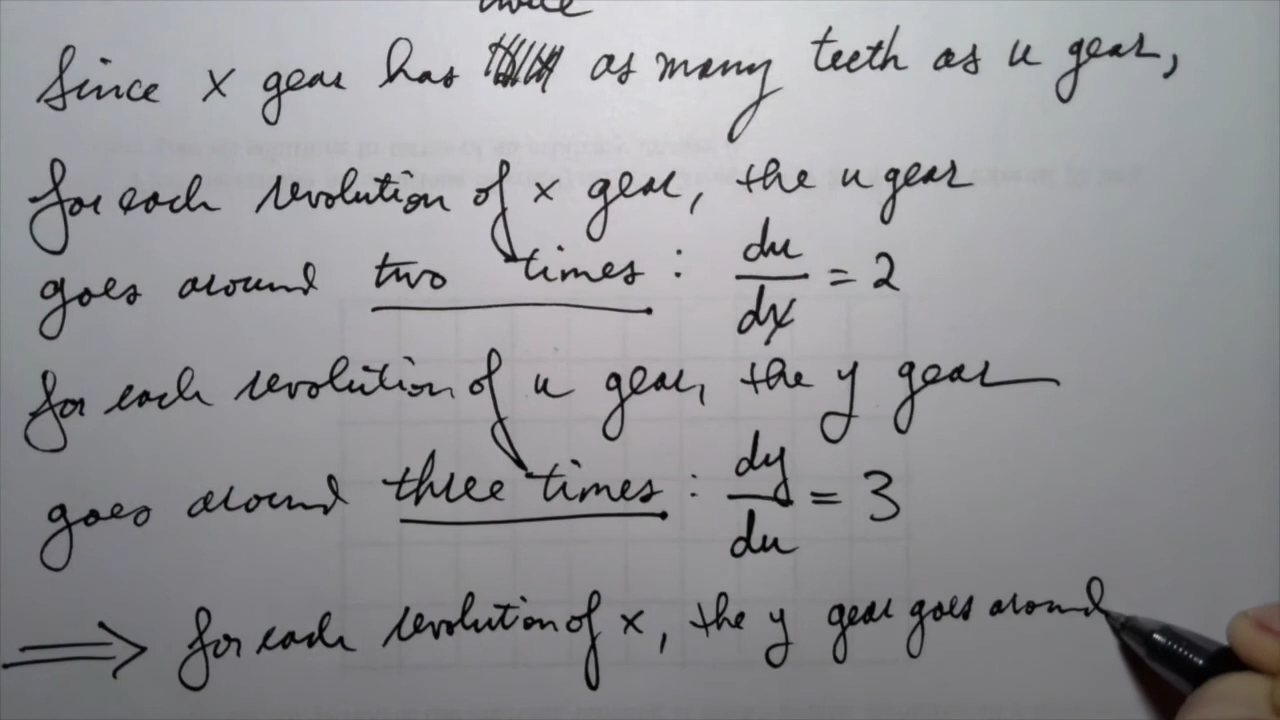 twice
Since x gear has as many teeth as u gear,
for each revolution of x gear, the u gear
goes around two times : du/dx = 2
for each revolution of u gear, the y gear
goes around three times : dy/du = 3
⟹ for each revolution of x, the y gear goes around